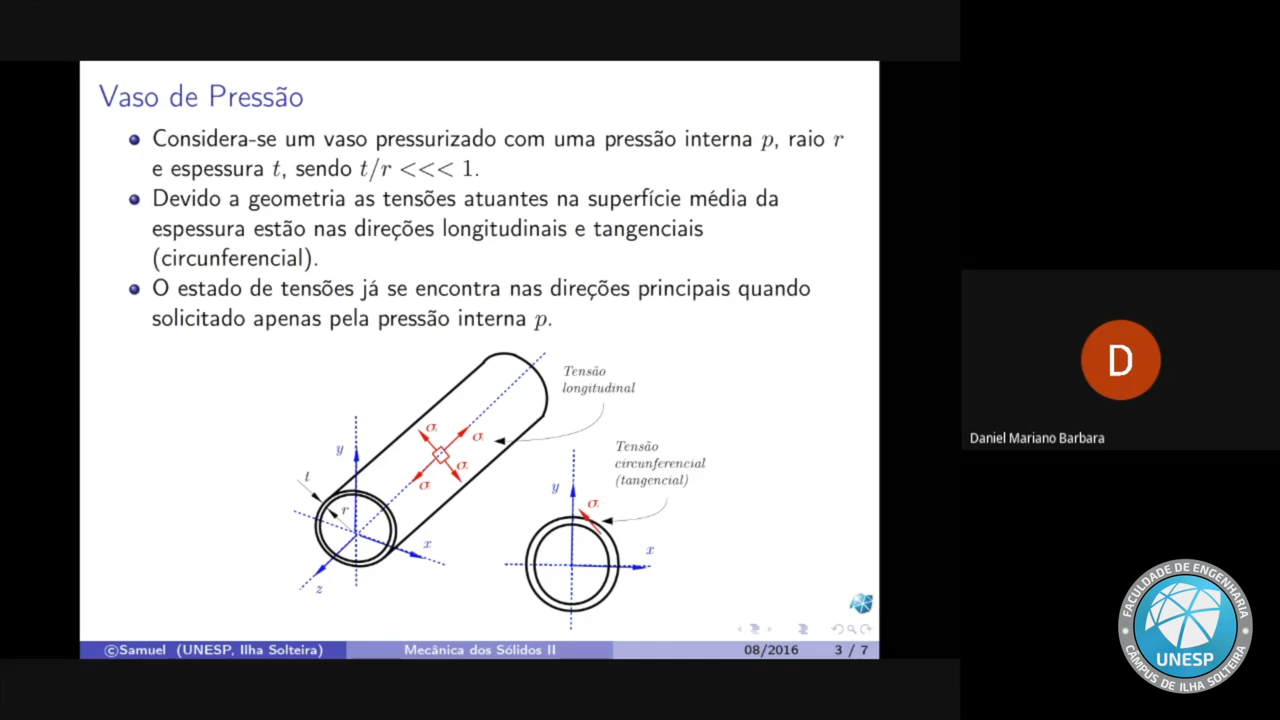 Vaso de Pressão
Considera-se um vaso pressurizado com uma pressão interna p, raio r
e espessura t, sendo t/r <<< 1.
Devido a geometria as tensões atuantes na superfície média da
espessura estão nas direções longitudinais e tangenciais
(circunferencial).
O estado de tensões já se encontra nas direções principais quando
solicitado apenas pela pressão interna p.
Tensão
longitudinal
σ
σ
σ
σ
y
t
r
x
z
Tensão
circunferencial
(tangencial)
y
σ
x
©Samuel (UNESP, Ilha Solteira)
Mecânica dos Sólidos II
08/2016
3 / 7
D
Daniel Mariano Barbara
FACULDADE DE ENGENHARIA
UNESP
CÂMPUS DE ILHA SOLTEIRA